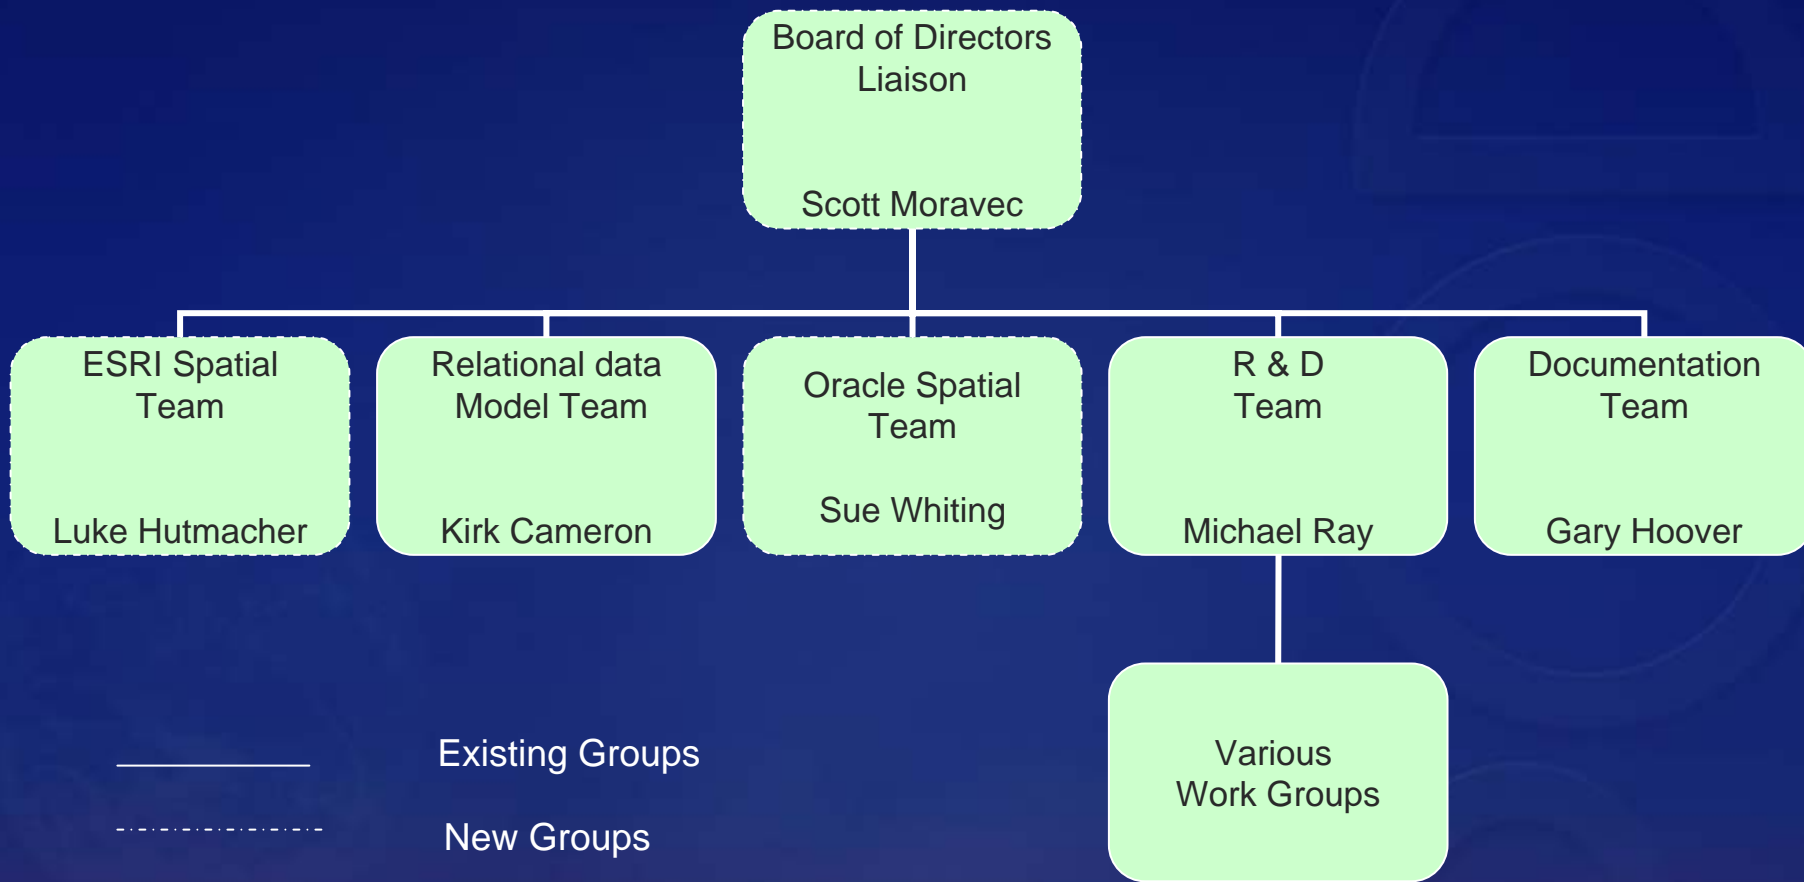 Board of Directors
Liaison
Scott Moravec
ESRI Spatial
Team
Luke Hutmacher
Relational data
Model Team
Kirk Cameron
Oracle Spatial
Team
Sue Whiting
R & D
Team
Michael Ray
Documentation
Team
Gary Hoover
Various
Work Groups
Existing Groups
New Groups